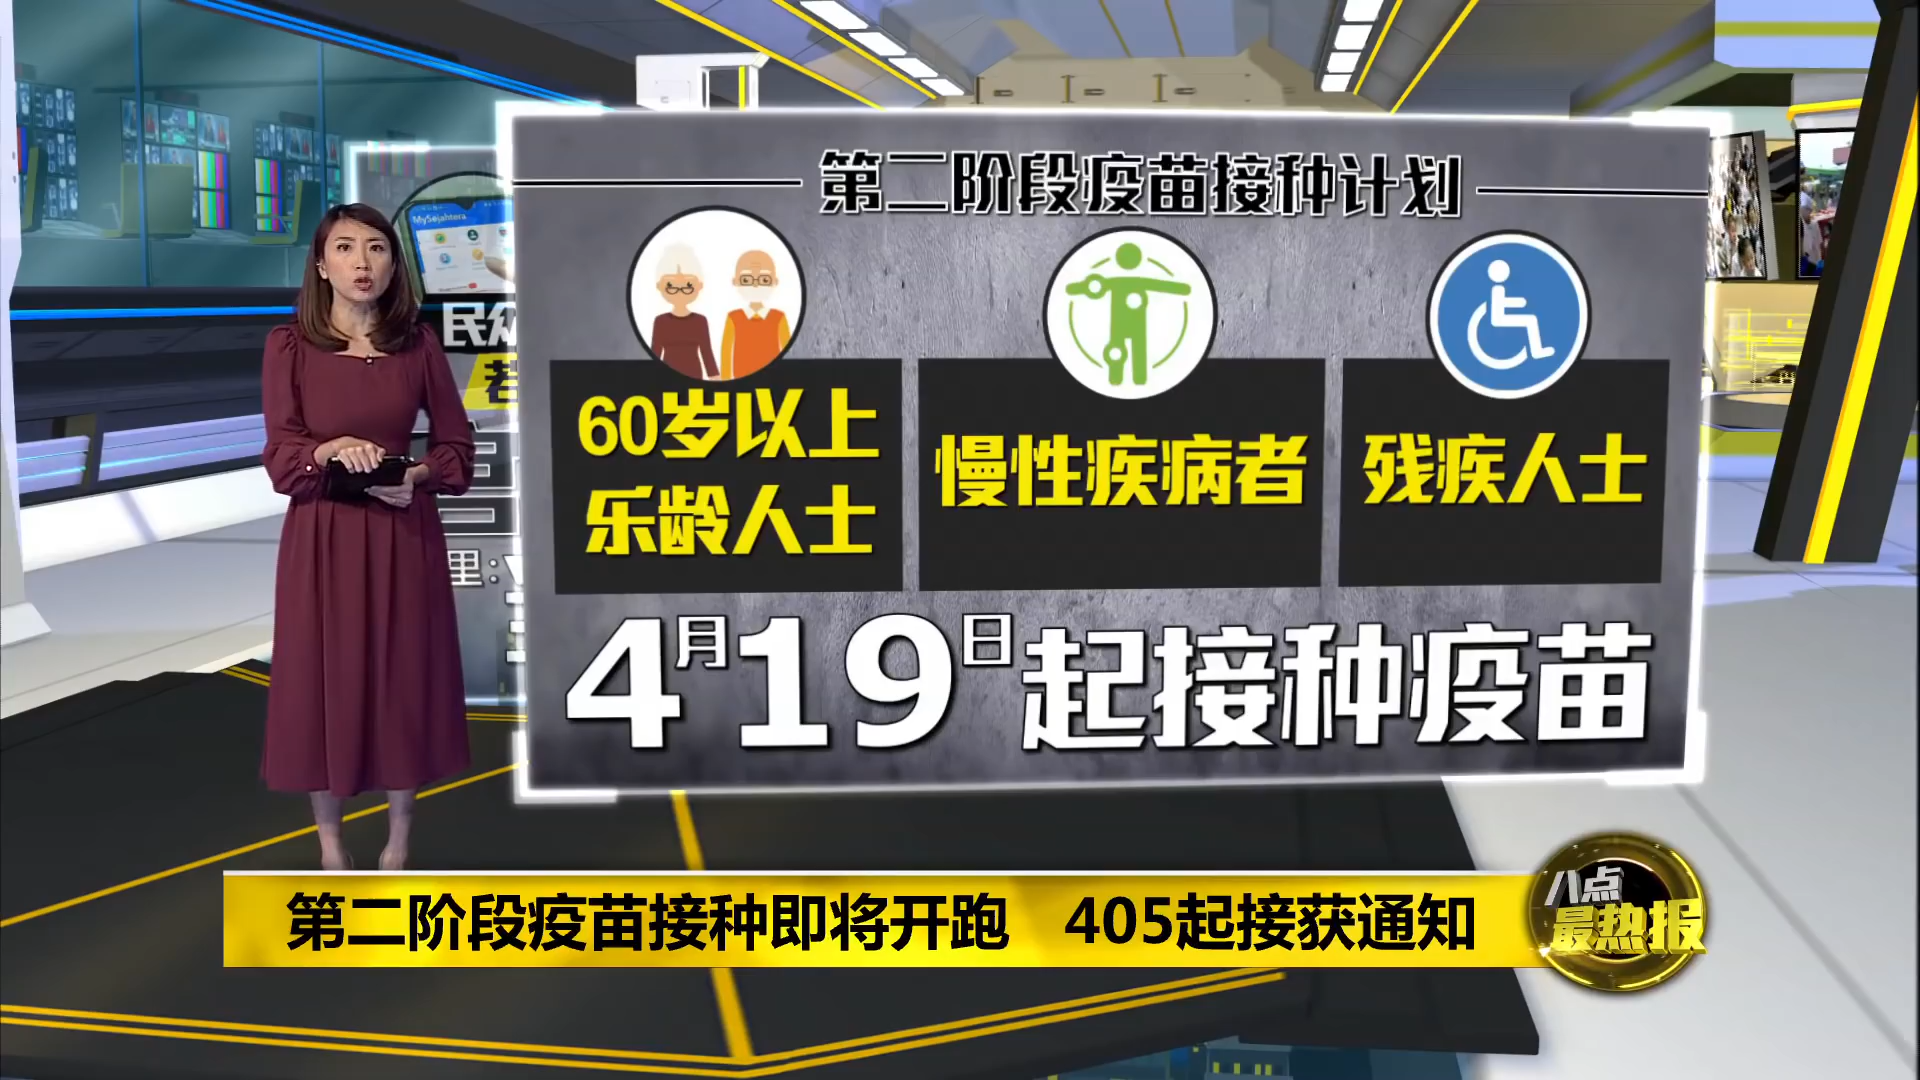 第二阶段疫苗接种计划
MySejahtera
民众
60岁以上
乐龄人士
慢性疾病者
残疾人士
里:
4月19日起接种疫苗
第二阶段疫苗接种即将开跑 405起接获通知
八点
最热报